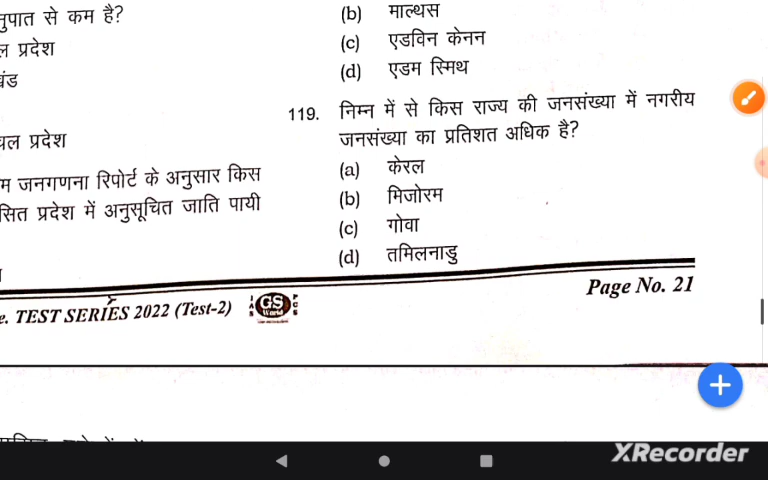 से कम है?
प्रदेश
प्रदेश
जनगणना रिपोर्ट के अनुसार किस
प्रदेश में अनुसूचित जाति पायी
TEST SERIES 2022 (Test-2)
GS
World
(b) माल्थस
(c) एडविन केनन
(d) एडम स्मिथ
119. निम्न में से किस राज्य की जनसंख्या में नगरीय
जनसंख्या का प्रतिशत अधिक है?
(a) केरल
(b) मिजोरम
(c) गोवा
(d) तमिलनाडु
Page No. 21
XRecorder